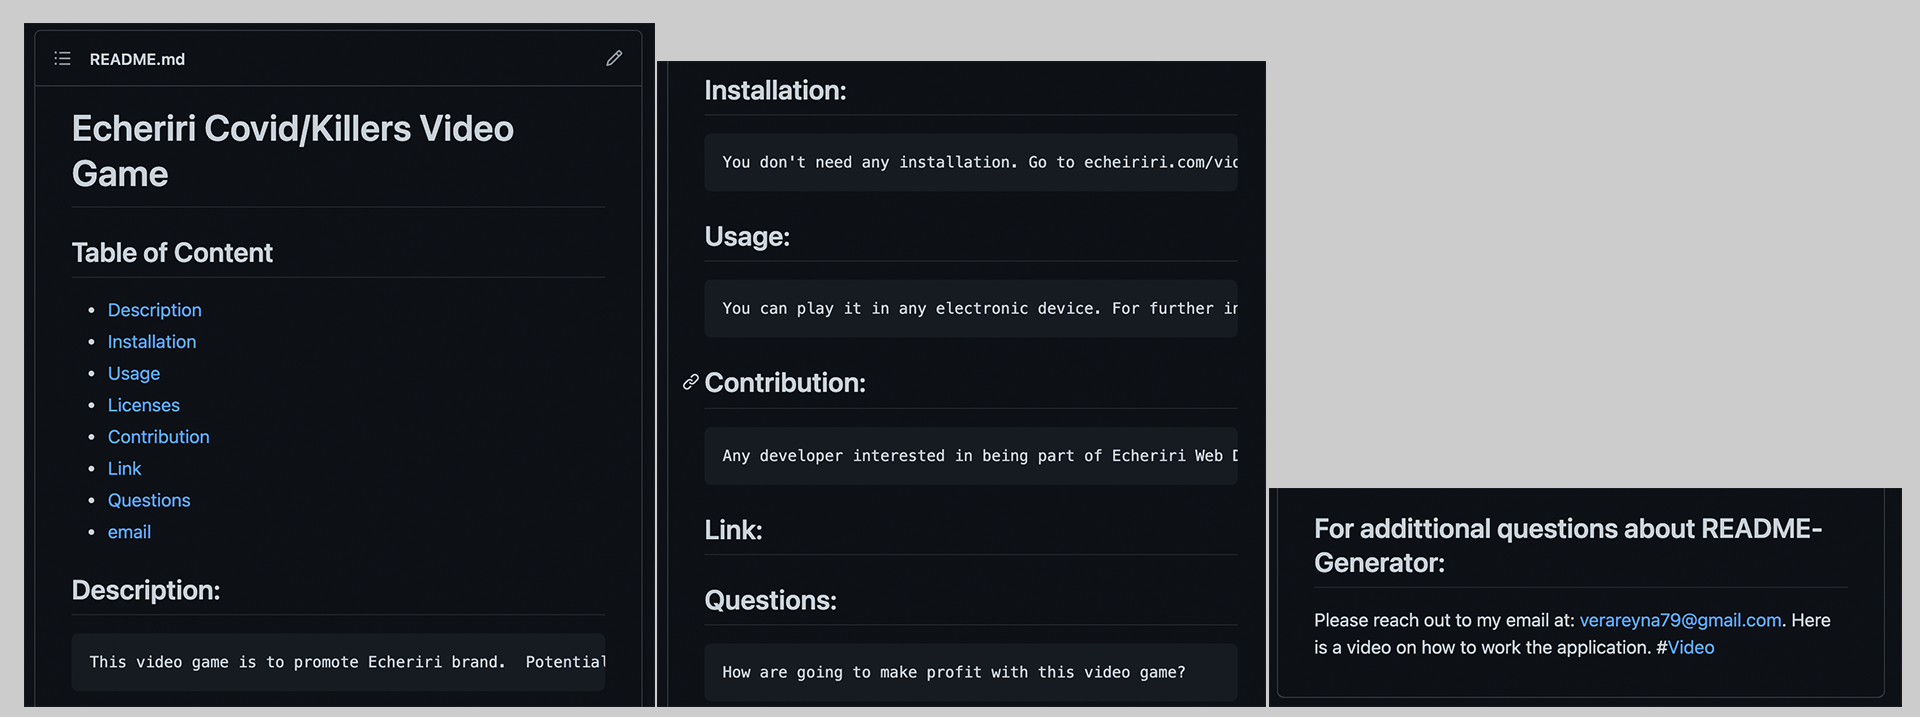 README.md
Echeriri Covid/Killers Video
Game
Table of Content
Description
Installation
Usage
Licenses
Contribution
Link
Questions
email
Description:
This video game is to promote Echeriri brand.  Potential
Installation:
You don't need any installation. Go to echeiriri.com/vid
Usage:
You can play it in any electronic device. For further in
Contribution:
Any developer interested in being part of Echeriri Web D
Link:
Questions:
How are going to make profit with this video game?
For addittional questions about README-
Generator:
Please reach out to my email at: verareyna79@gmail.com. Here
is a video on how to work the application. #Video